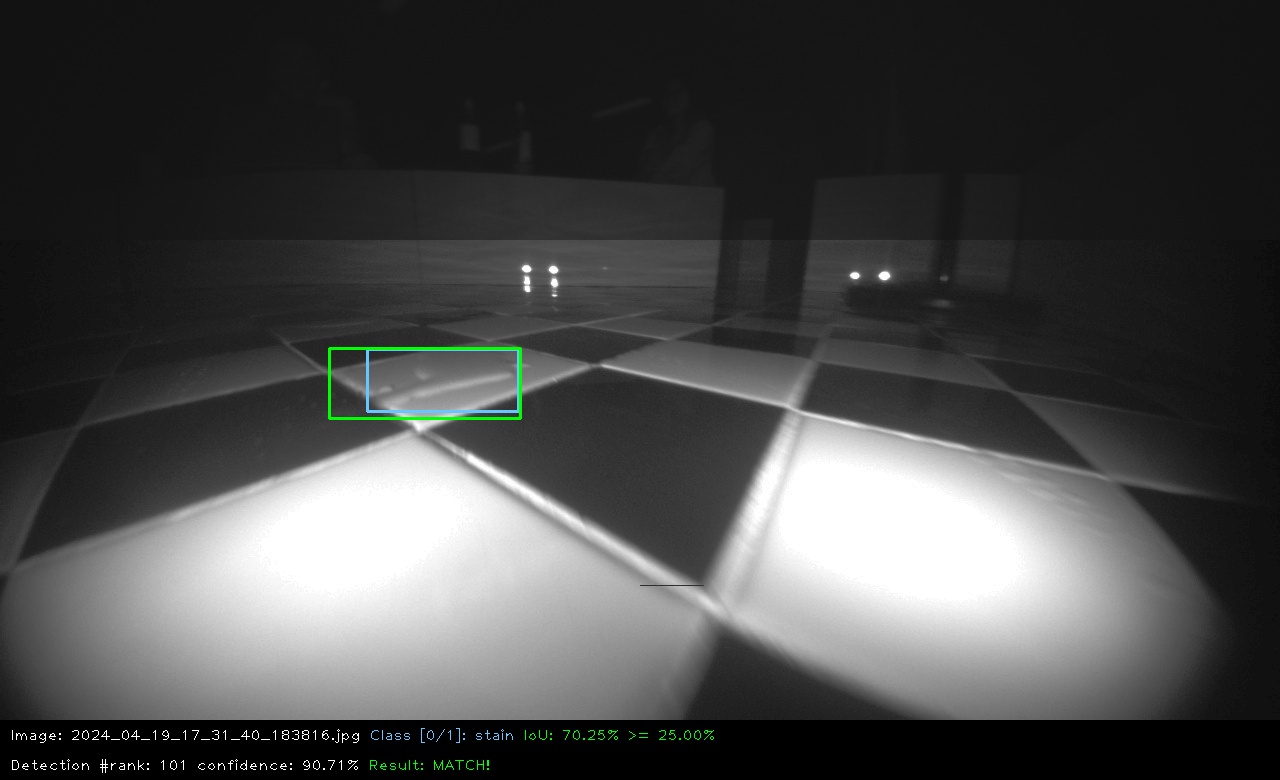 Image: 2024_04_19_17_31_40_183816.jpg Class [0/1]: stain IoU: 70.25% >= 25.00%
Detection #rank: 101 confidence: 90.71% Result: MATCH!